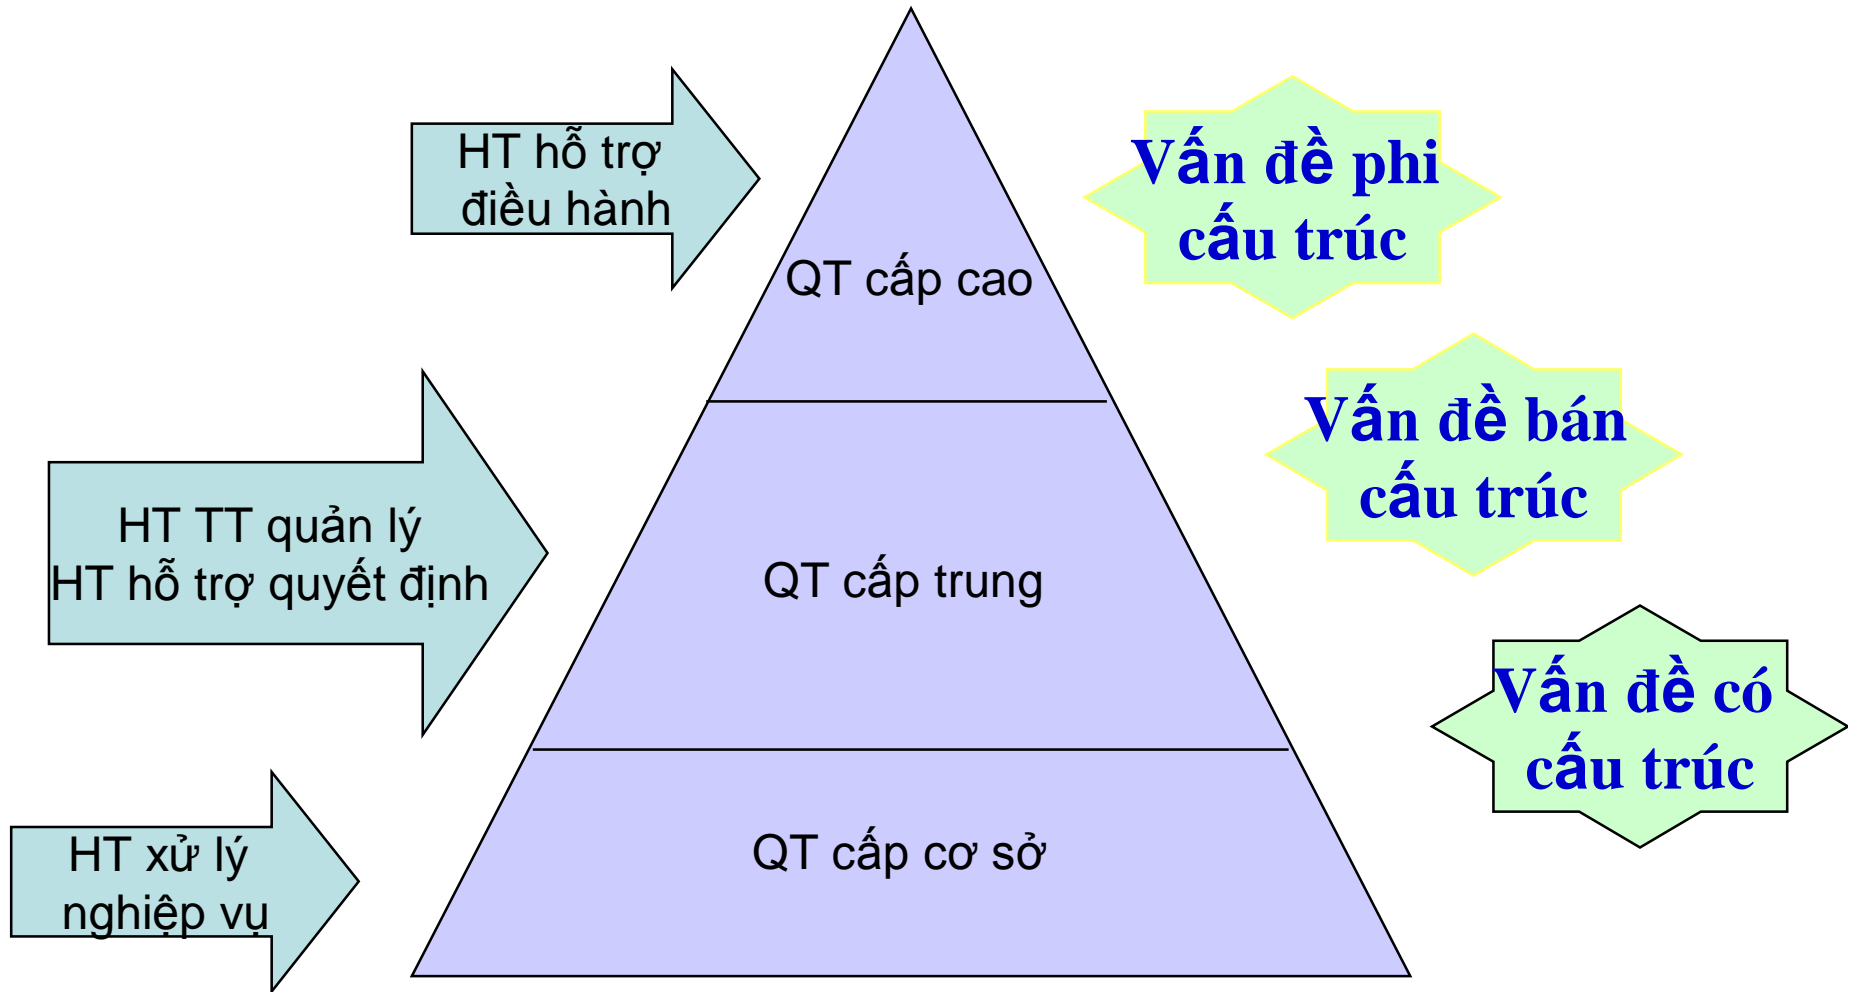 HT hỗ trợ
điều hành
QT cấp cao
Vấn đề phi
cấu trúc
HT TT quản lý
HT hỗ trợ quyết định
QT cấp trung
Vấn đề bán
cấu trúc
HT xử lý
nghiệp vụ
QT cấp cơ sở
Vấn đề có
cấu trúc